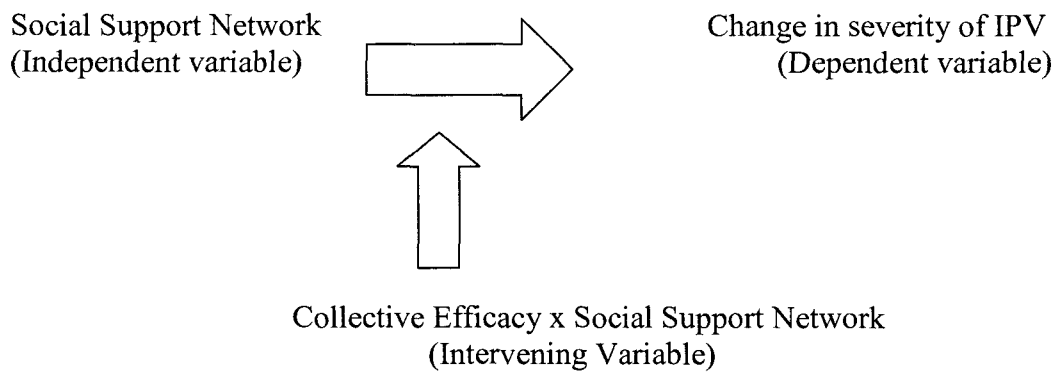 Social Support Network
(Independent variable)
Change in severity of IPV
(Dependent variable)
Collective Efficacy x Social Support Network
(Intervening Variable)